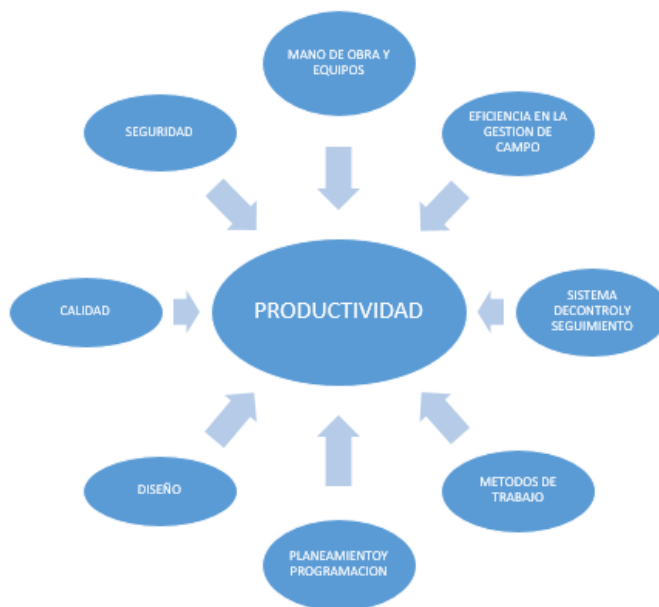 MANO DE OBRA Y
EQUIPOS
SEGURIDAD
EFICIENCIA EN LA
GESTION DE
CAMPO
PRODUCTIVIDAD
CALIDAD
SISTEMA
DECONTROLY
SEGUIMIENTO
DISEÑO
METODOS DE
TRABAJO
PLANEAMIENTOY
PROGRAMACION